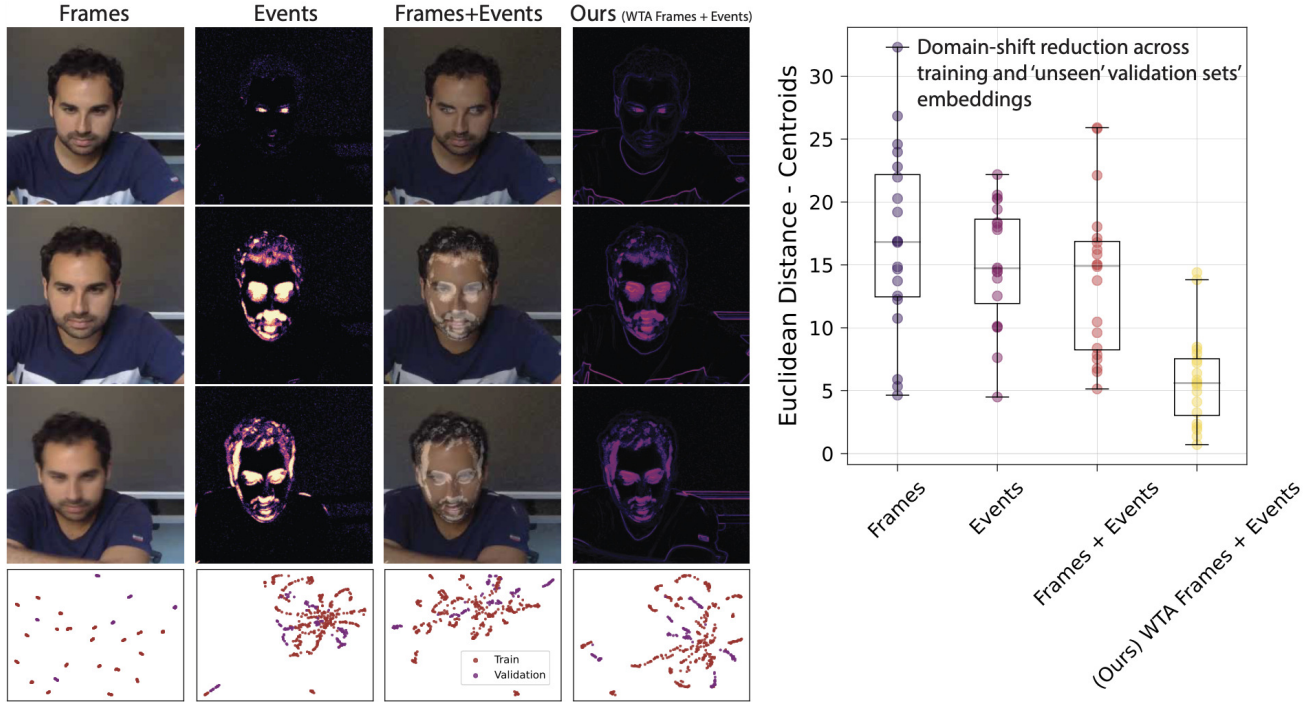 Frames
Events
Frames+Events
Ours (WTA Frames + Events)
Train
Validation
Domain-shift reduction across
training and 'unseen' validation sets'
embeddings
Euclidean Distance - Centroids
30
25
20
15
10
5
0
Frames
Events
Frames + Events
(Ours) WTA Frames + Events